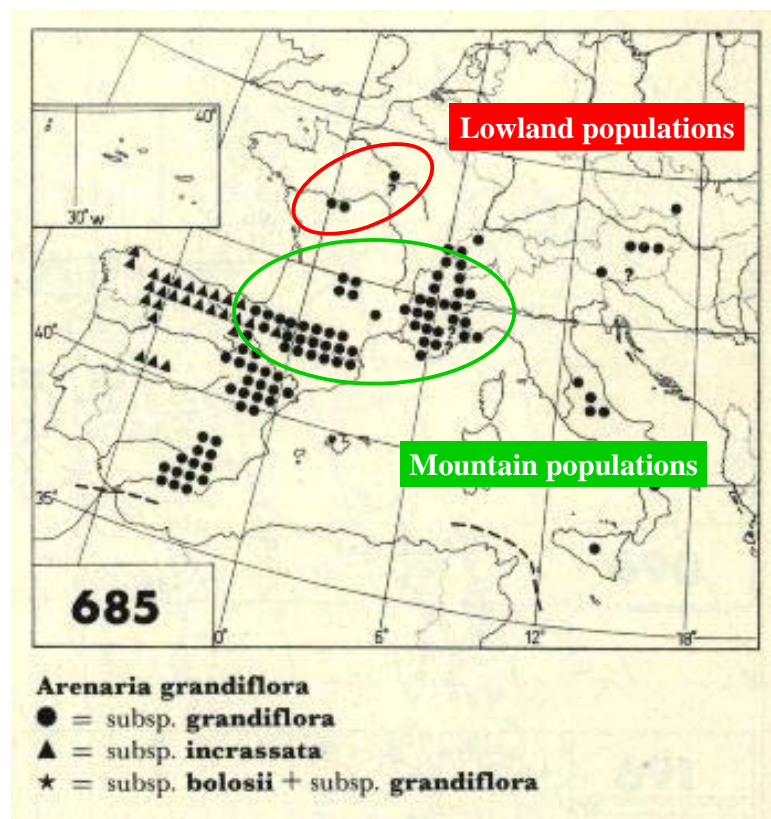 40°
Lowland populations
?
30° W
?
40°
?
?
Mountain populations
35°
685
0°
6°
12°
18°
Arenaria grandiflora
● = subsp. grandiflora
▲ = subsp. incrassata
★ = subsp. bolosii + subsp. grandiflora